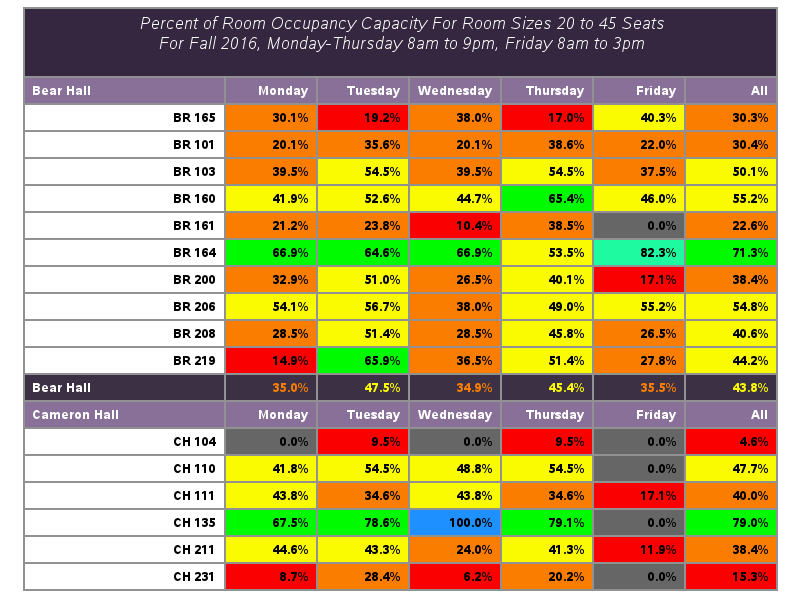 Percent of Room Occupancy Capacity For Room Sizes 20 to 45 Seats
For Fall 2016, Monday-Thursday 8am to 9pm, Friday 8am to 3pm
Bear Hall Monday Tuesday Wednesday Thursday Friday All
BR 165 30.1% 19.2% 38.0% 17.0% 40.3% 30.3%
BR 101 20.1% 35.6% 20.1% 38.6% 22.0% 30.4%
BR 103 39.5% 54.5% 39.5% 54.5% 37.5% 50.1%
BR 160 41.9% 52.6% 44.7% 65.4% 46.0% 55.2%
BR 161 21.2% 23.8% 10.4% 38.5% 0.0% 22.6%
BR 164 66.9% 64.6% 66.9% 53.5% 82.3% 71.3%
BR 200 32.9% 51.0% 26.5% 40.1% 17.1% 38.4%
BR 206 54.1% 56.7% 38.0% 49.0% 55.2% 54.8%
BR 208 28.5% 51.4% 28.5% 45.8% 26.5% 40.6%
BR 219 14.9% 65.9% 36.5% 51.4% 27.8% 44.2%
Bear Hall 35.0% 47.5% 34.9% 45.4% 35.5% 43.8%
Cameron Hall Monday Tuesday Wednesday Thursday Friday All
CH 104 0.0% 9.5% 0.0% 9.5% 0.0% 4.6%
CH 110 41.8% 54.5% 48.8% 54.5% 0.0% 47.7%
CH 111 43.8% 34.6% 43.8% 34.6% 17.1% 40.0%
CH 135 67.5% 78.6% 100.0% 79.1% 0.0% 79.0%
CH 211 44.6% 43.3% 24.0% 41.3% 11.9% 38.4%
CH 231 8.7% 28.4% 6.2% 20.2% 0.0% 15.3%